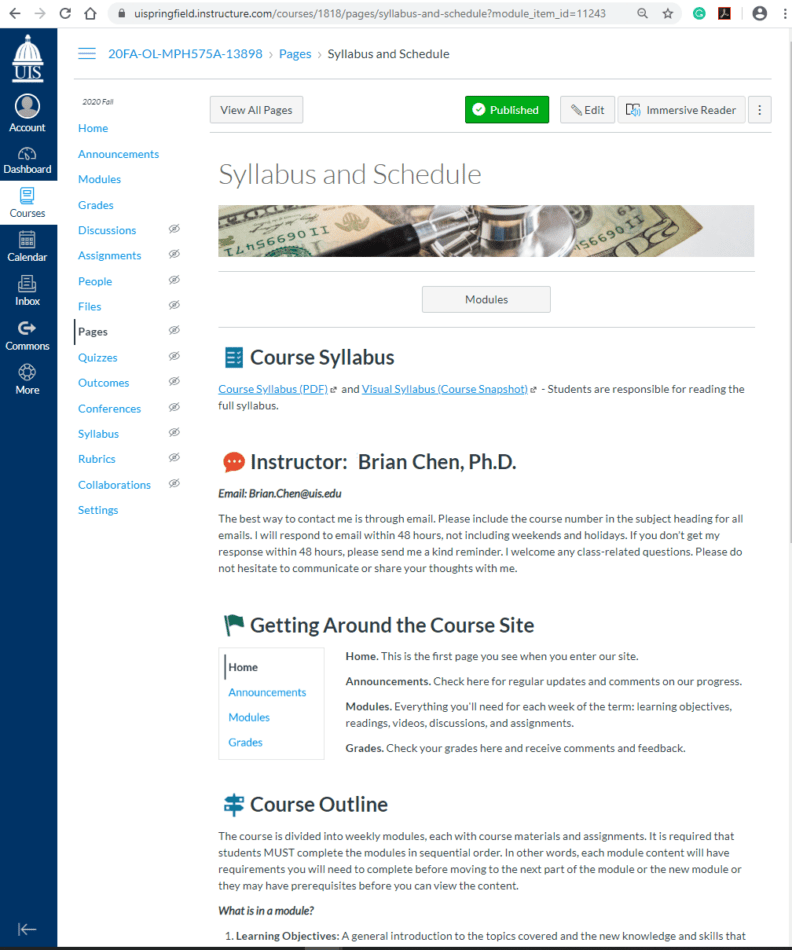 uispringfield.instructure.com/courses/1818/pages/syllabus-and-schedule?module_item_id=11243
UIS
Account
Dashboard
Courses
Calendar
Inbox
Commons
More
20FA-OL-MPH575A-13898 > Pages > Syllabus and Schedule
2020 Fall
Home
Announcements
Modules
Grades
Discussions
Assignments
People
Files
Pages
Quizzes
Outcomes
Conferences
Syllabus
Rubrics
Collaborations
Settings
View All Pages
Published
Edit
Immersive Reader
Syllabus and Schedule
Modules
Course Syllabus
Course Syllabus (PDF) and Visual Syllabus (Course Snapshot) - Students are responsible for reading the
full syllabus.
Instructor: Brian Chen, Ph.D.
Email: Brian.Chen@uis.edu
The best way to contact me is through email. Please include the course number in the subject heading for all
emails. I will respond to email within 48 hours, not including weekends and holidays. If you don't get my
response within 48 hours, please send me a kind reminder. I welcome any class-related questions. Please do
not hesitate to communicate or share your thoughts with me.
Getting Around the Course Site
Home
Announcements
Modules
Grades
Home. This is the first page you see when you enter our site.
Announcements. Check here for regular updates and comments on our progress.
Modules. Everything you'll need for each week of the term: learning objectives,
readings, videos, discussions, and assignments.
Grades. Check your grades here and receive comments and feedback.
Course Outline
The course is divided into weekly modules, each with course materials and assignments. It is required that
students MUST complete the modules in sequential order. In other words, each module content will have
requirements you will need to complete before moving to the next part of the module or the new module or
they may have prerequisites before you can view the content.
What is in a module?
1. Learning Objectives: A general introduction to the topics covered and the new knowledge and skills that